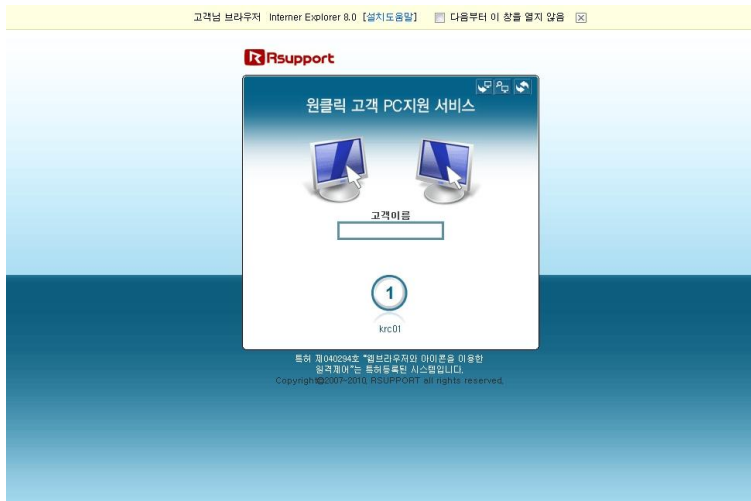 고객님 브라우저 Interner Explorer 8.0 [설치도움말] 다음부터 이 창을 열지 않음
Rsupport
원클릭 고객 PC지원 서비스
고객이름
1
krc01
특허 제040294호 "웹브라우저와 아이콘을 이용한
원격제어"는 특허등록된 시스템입니다.
Copyright@2007-2010, RSUPPORT all rights reserved.